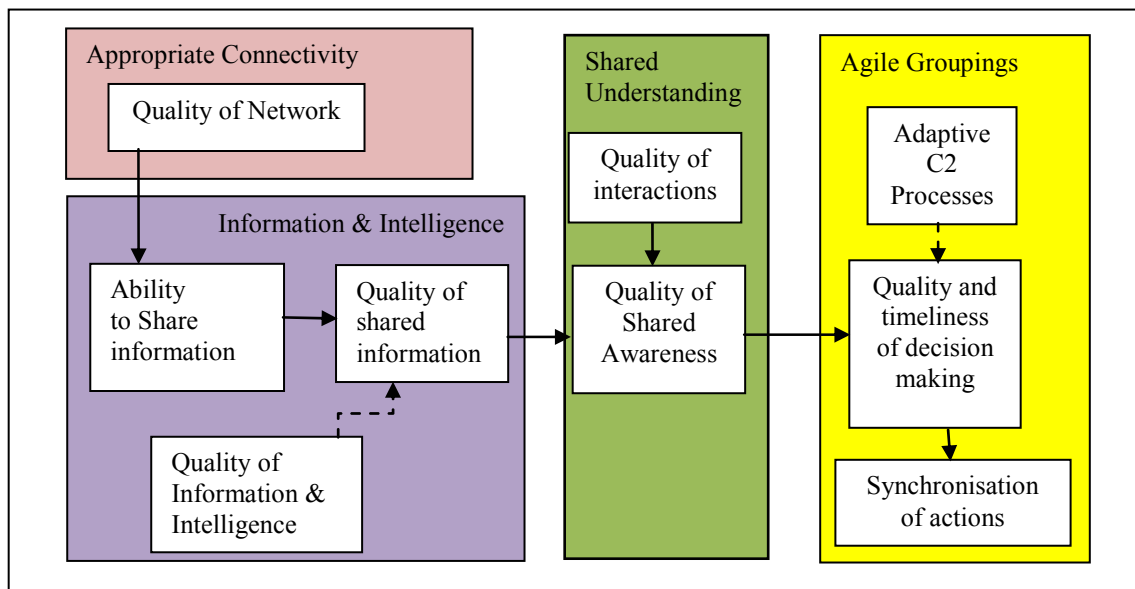 Appropriate Connectivity
Quality of Network
Information & Intelligence
Ability
to Share
information
Quality of
shared
information
Quality of
Information &
Intelligence
Shared
Understanding
Quality of
interactions
Quality of
Shared
Awareness
Agile Groupings
Adaptive
C2
Processes
Quality and
timeliness
of decision
making
Synchronisation
of actions